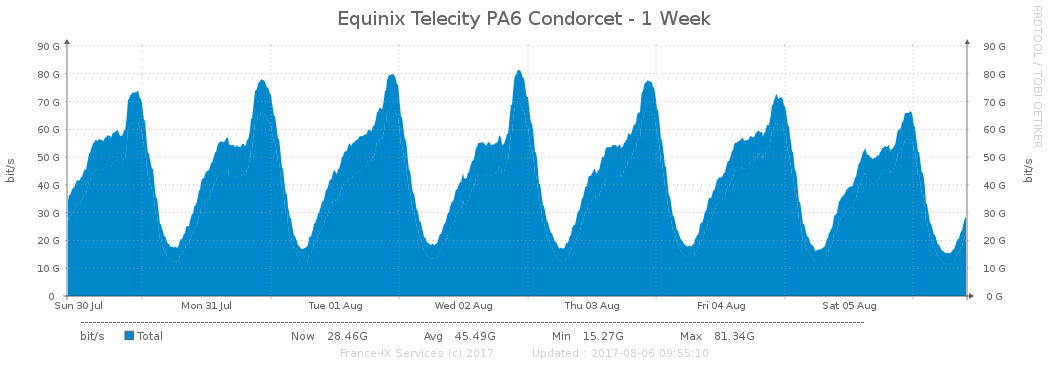 Equinix Telecity PA6 Condorcet - 1 Week
RRDTOOL / TOBI OETIKER
90 G 90 G
80 G 80 G
70 G 70 G
60 G 60 G
50 G 50 G
40 G 40 G
30 G 30 G
20 G 20 G
10 G 10 G
0 0 G
bit/s
bit/s
Sun 30 Jul Mon 31 Jul Tue 01 Aug Wed 02 Aug Thu 03 Aug Fri 04 Aug Sat 05 Aug
bit/s Total Now 28.46G Avg 45.49G Min 15.27G Max 81.34G
France-IX Services (c) 2017 Updated : 2017-08-06 09:55:10